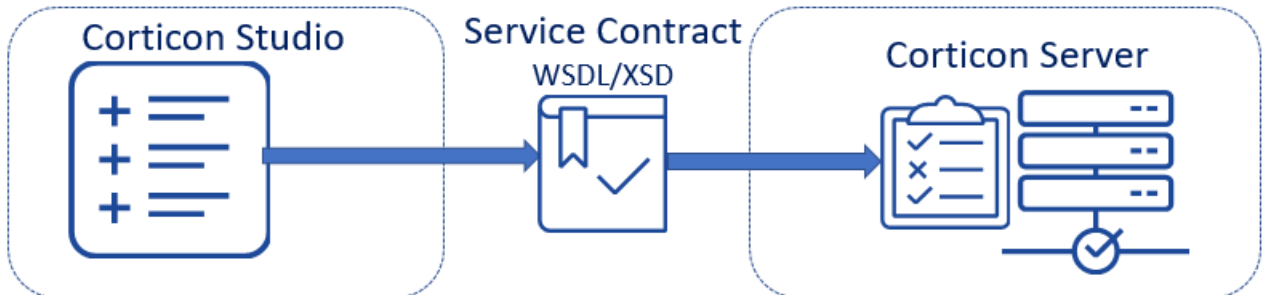 Corticon Studio
Service Contract
WSDL/XSD
Corticon Server